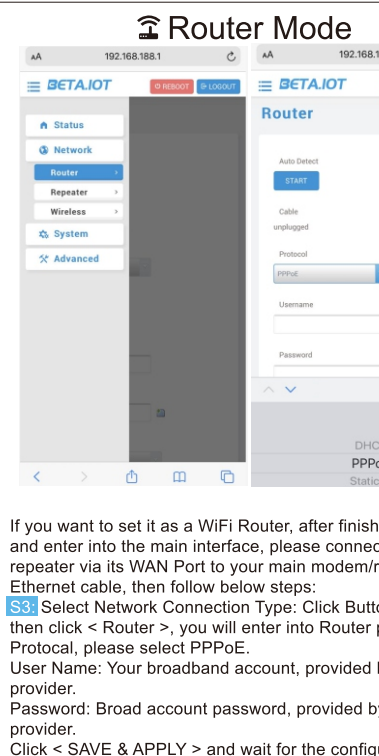 Router Mode
AA 192.168.188.1
BETA.IOT REBOOT LOGOUT
Status
Network
Router
Repeater
Wireless
System
Advanced
AA 192.168.
BETA.IOT
Router
Auto Detect
START
Cable
unplugged
Protocol
PPPoE
Username
Password
DHC
PPPo
Static
If you want to set it as a WiFi Router, after finish
and enter into the main interface, please connec
repeater via its WAN Port to your main modem/r
Ethernet cable, then follow below steps:
S3: Select Network Connection Type: Click Butto
then click < Router >, you will enter into Router p
Protocal, please select PPPoE.
User Name: Your broadband account, provided
provider.
Password: Broad account password, provided by
provider.
Click < SAVE & APPLY > and wait for the configu